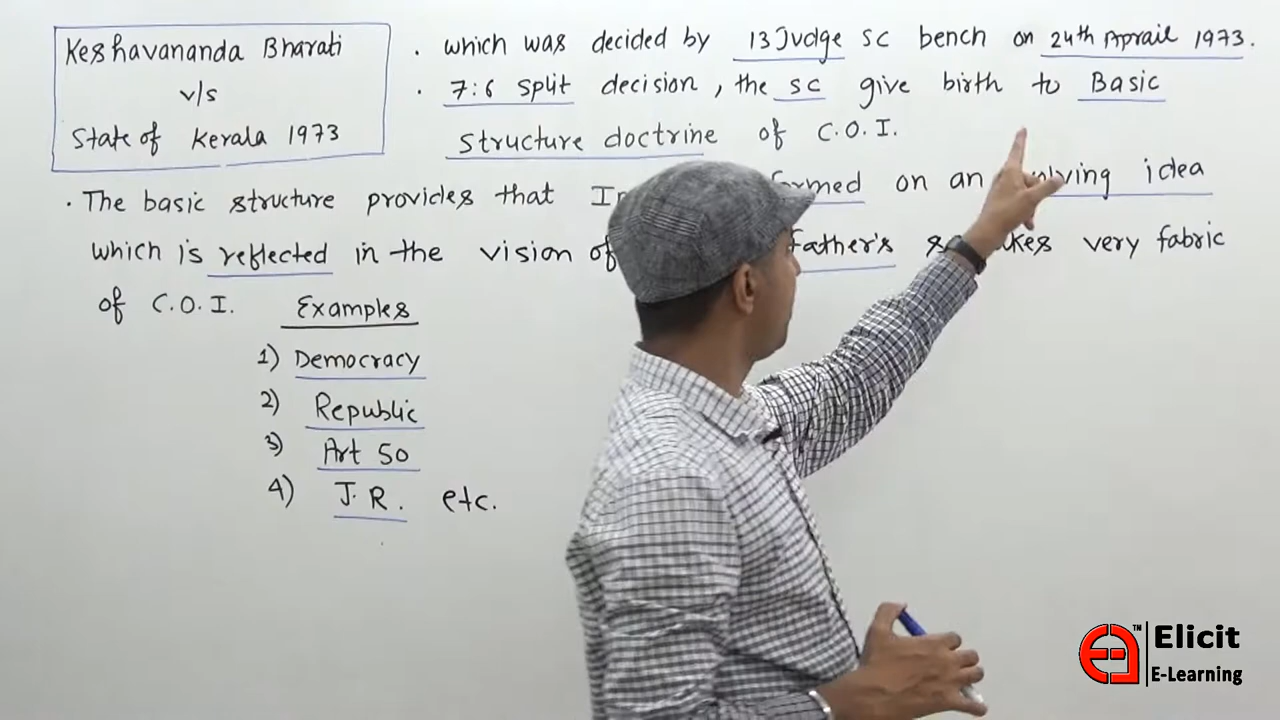 Keshavananda Bharati
v/s
State of Kerala 1973
. which was decided by 13 Judge SC bench on 24th Aprail 1973.
. 7:6 split decision, the SC give birth to Basic
structure doctrine of C.O.I.
. The basic structure provides that on an idea
which is reflected in the vision of father's very fabric
of C.O.I. Examples
1) Democracy
2) Republic
3) Art 50
4) J.R. etc.
Elicit
E-Learning
TM